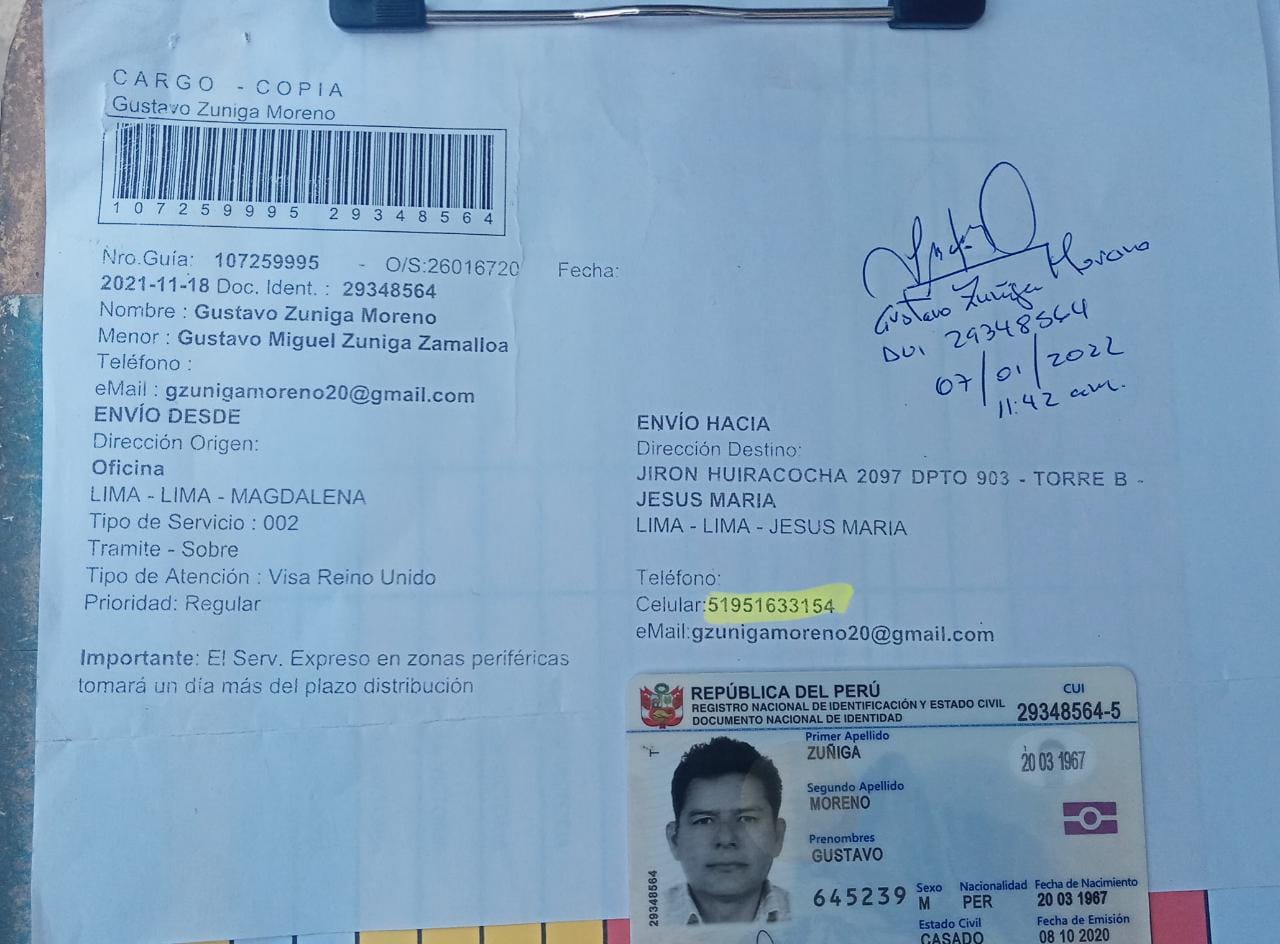 CARGO - COPIA
Gustavo Zuniga Moreno
107259995 29348564
Nro.Guía: 107259995 - O/S:26016720 Fecha:
2021-11-18 Doc. Ident. : 29348564
Nombre : Gustavo Zuniga Moreno
Menor : Gustavo Miguel Zuniga Zamalloa
Teléfono :
eMail : gzunigamoreno20@gmail.com
ENVÍO DESDE
Dirección Origen:
Oficina
LIMA - LIMA - MAGDALENA
Tipo de Servicio : 002
Tramite - Sobre
Tipo de Atención : Visa Reino Unido
Prioridad: Regular
Importante: El Serv. Expreso en zonas periféricas
tomará un día más del plazo distribución
Gustavo Zuñiga Moreno
DNI 29348564
07/01/2022
11:42 am.
ENVÍO HACIA
Dirección Destino:
JIRON HUIRACOCHA 2097 DPTO 903 - TORRE B -
JESUS MARIA
LIMA - LIMA - JESUS MARIA
Teléfono:
Celular:51951633154
eMail:gzunigamoreno20@gmail.com
REPÚBLICA DEL PERÚ
REGISTRO NACIONAL DE IDENTIFICACIÓN Y ESTADO CIVIL
DOCUMENTO NACIONAL DE IDENTIDAD
CUI
29348564-5
Primer Apellido
ZUÑIGA
20 03 1967
Segundo Apellido
MORENO
Prenombres
GUSTAVO
29348564
645239
Sexo
M
Nacionalidad
PER
Fecha de Nacimiento
20 03 1967
Estado Civil
CASADO
Fecha de Emisión
08 10 2020